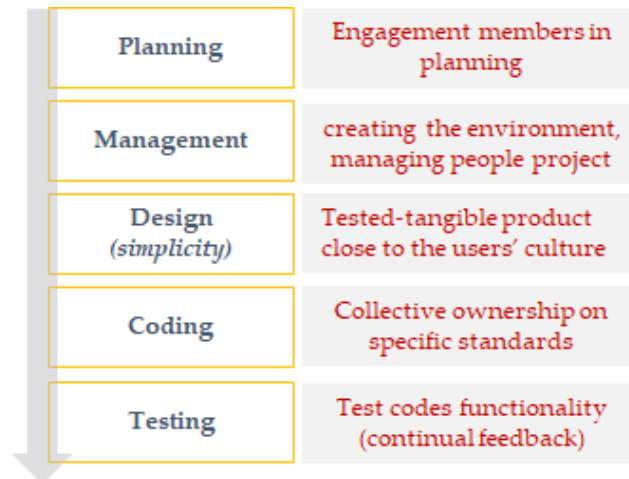 Planning
Engagement members in
planning
Management
creating the environment,
managing people project
Design
(simplicity)
Tested-tangible product
close to the users' culture
Coding
Collective ownership on
specific standards
Testing
Test codes functionality
(continual feedback)